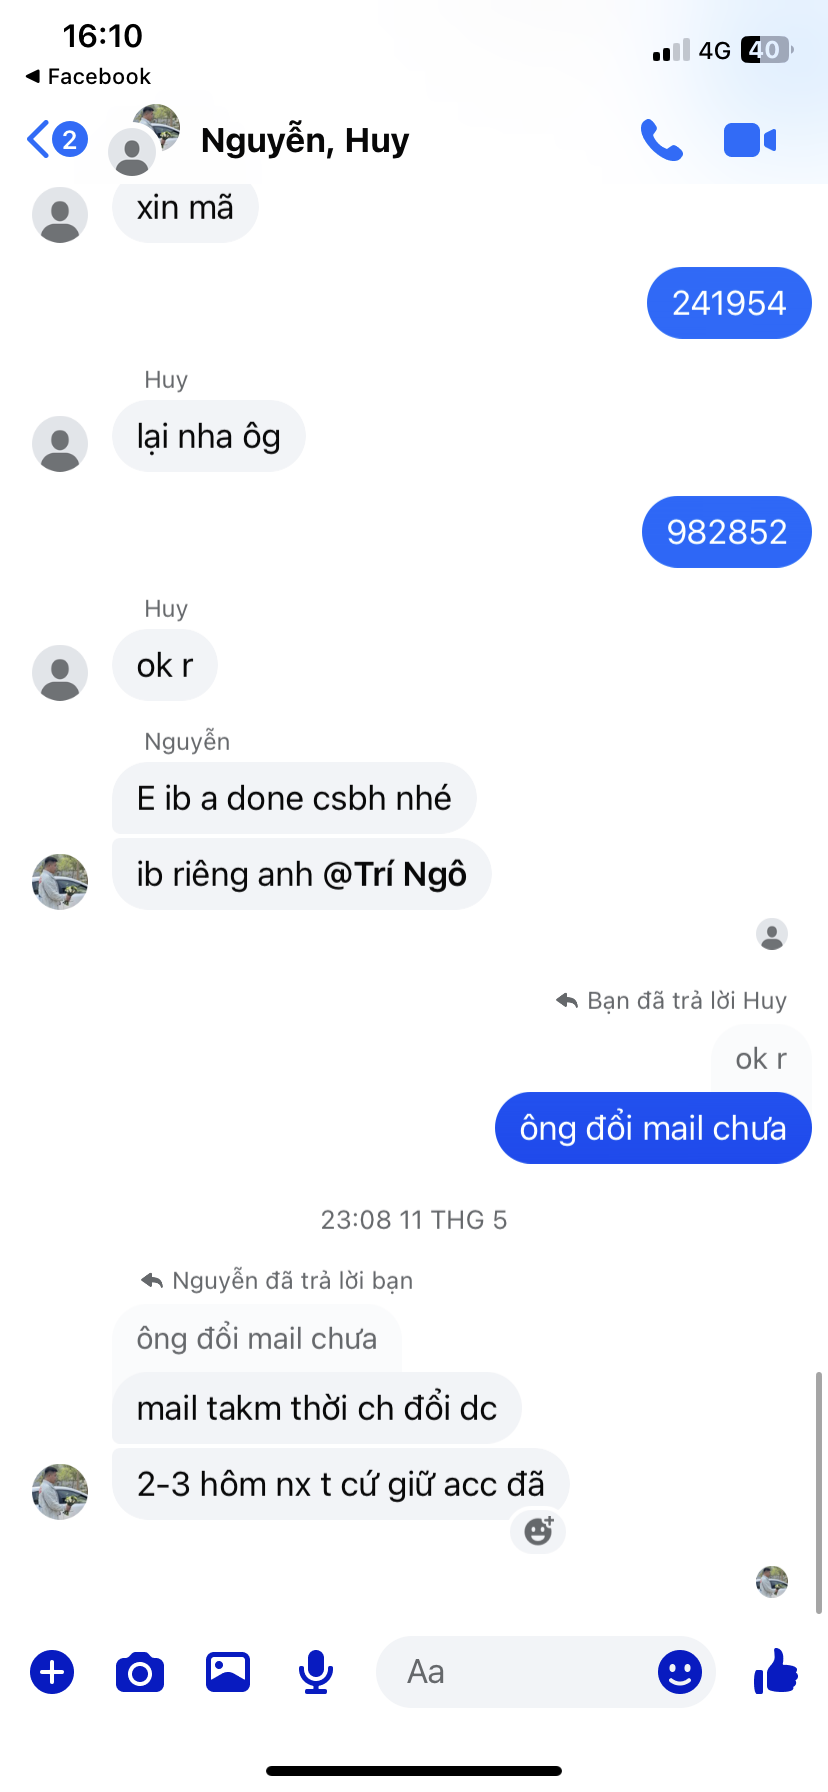 16:10
4G 40
Facebook
2
Nguyễn, Huy
xin mã
241954
Huy
lại nha ôg
982852
Huy
ok r
Nguyễn
E ib a done csbh nhé
ib riêng anh @Trí Ngô
Bạn đã trả lời Huy
ok r
ông đổi mail chưa
23:08 11 THG 5
Nguyễn đã trả lời bạn
ông đổi mail chưa
mail takm thời ch đổi dc
2-3 hôm nx t cứ giữ acc đã
Aa